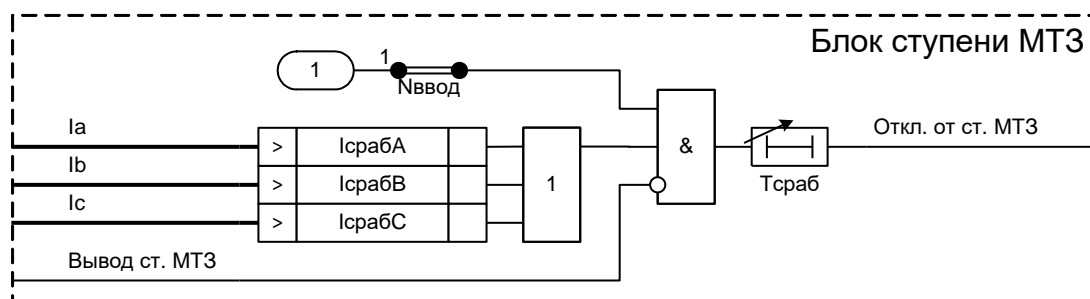 Блок ступени МТЗ
1
1
Nввод
Ia
>
IсрабA
Ib
>
IсрабB
Ic
>
IсрабC
1
&
Tсраб
Откл. от ст. МТЗ
Вывод ст. МТЗ